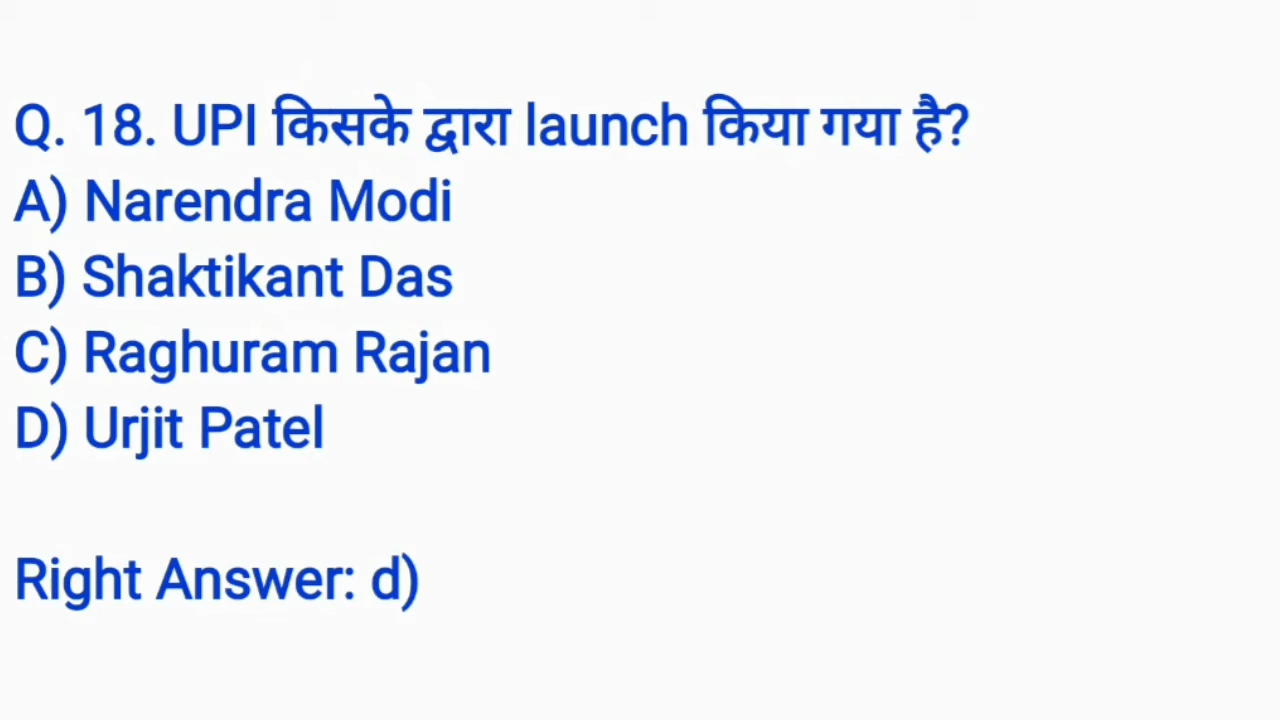 Q. 18. UPI किसके द्वारा launch किया गया है?
A) Narendra Modi
B) Shaktikant Das
C) Raghuram Rajan
D) Urjit Patel
Right Answer: d)